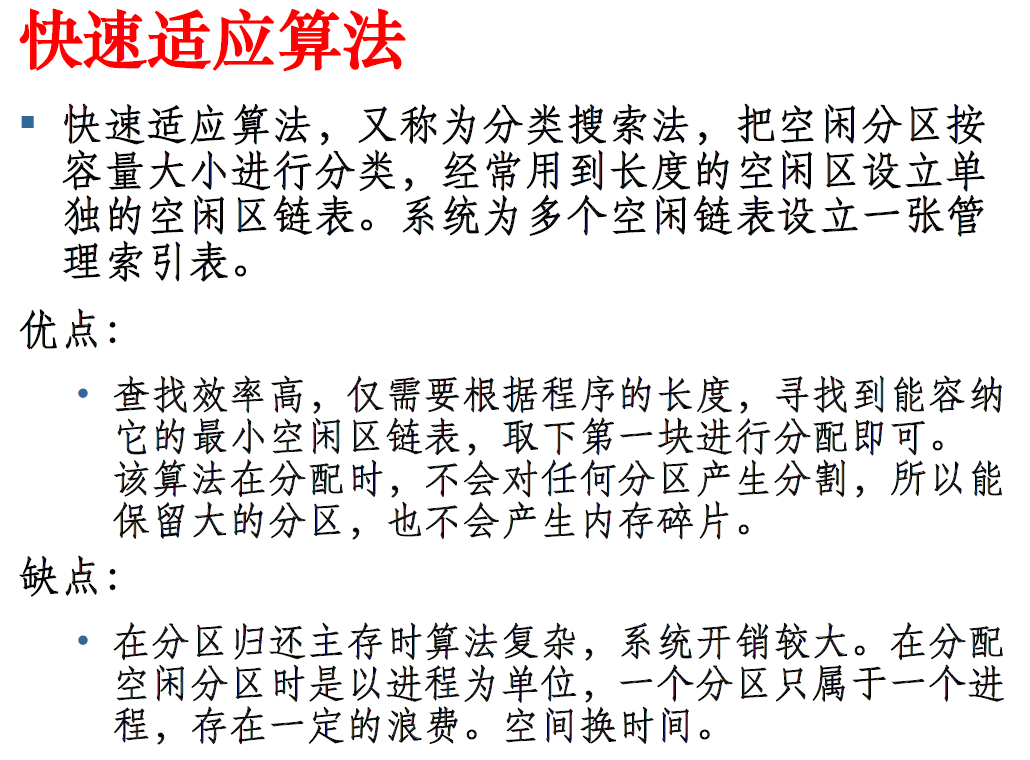 快速适应算法
▪ 快速适应算法，又称为分类搜索法，把空闲分区按
容量大小进行分类，经常用到长度的空闲区设立单
独的空闲区链表。系统为多个空闲链表设立一张管
理索引表。
优点：
• 查找效率高，仅需要根据程序的长度，寻找到能容纳
它的最小空闲区链表，取下第一块进行分配即可。
该算法在分配时，不会对任何分区产生分割，所以能
保留大的分区，也不会产生内存碎片。
缺点：
• 在分区归还主存时算法复杂，系统开销较大。在分配
空闲分区时是以进程为单位，一个分区只属于一个进
程，存在一定的浪费。空间换时间。